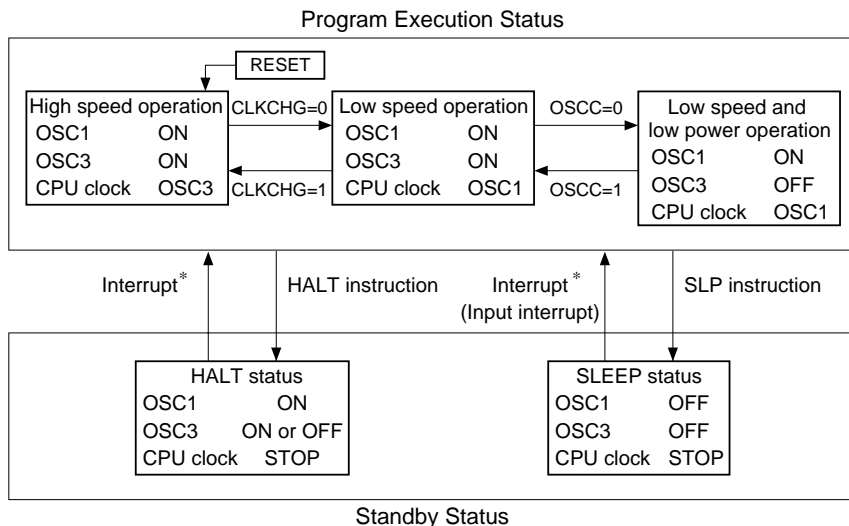 Program Execution Status
RESET
High speed operation
OSC1 ON
OSC3 ON
CPU clock OSC3
CLKCHG=0
CLKCHG=1
Low speed operation
OSC1 ON
OSC3 ON
CPU clock OSC1
OSCC=0
OSCC=1
Low speed and
low power operation
OSC1 ON
OSC3 OFF
CPU clock OSC1
Interrupt*
HALT instruction
Interrupt*
(Input interrupt)
SLP instruction
HALT status
OSC1 ON
OSC3 ON or OFF
CPU clock STOP
SLEEP status
OSC1 OFF
OSC3 OFF
CPU clock STOP
Standby Status